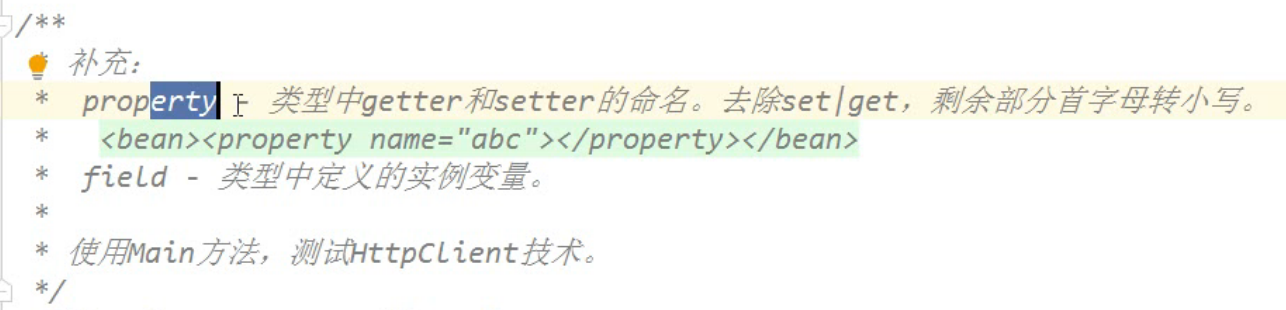 /**
* 补充：
* property - 类型中getter和setter的命名。去除set|get，剩余部分首字母转小写。
* <bean><property name="abc"></property></bean>
* field - 类型中定义的实例变量。
*
* 使用Main方法，测试HttpClient技术。
*/